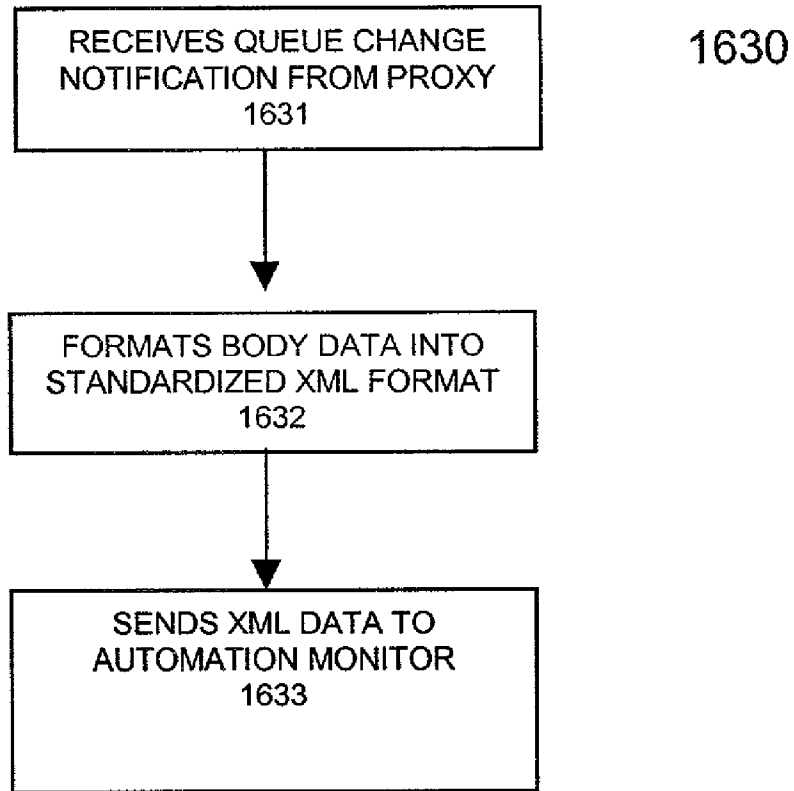 RECEIVES QUEUE CHANGE
NOTIFICATION FROM PROXY
1631
1630
FORMATS BODY DATA INTO
STANDARDIZED XML FORMAT
1632
SENDS XML DATA TO
AUTOMATION MONITOR
1633